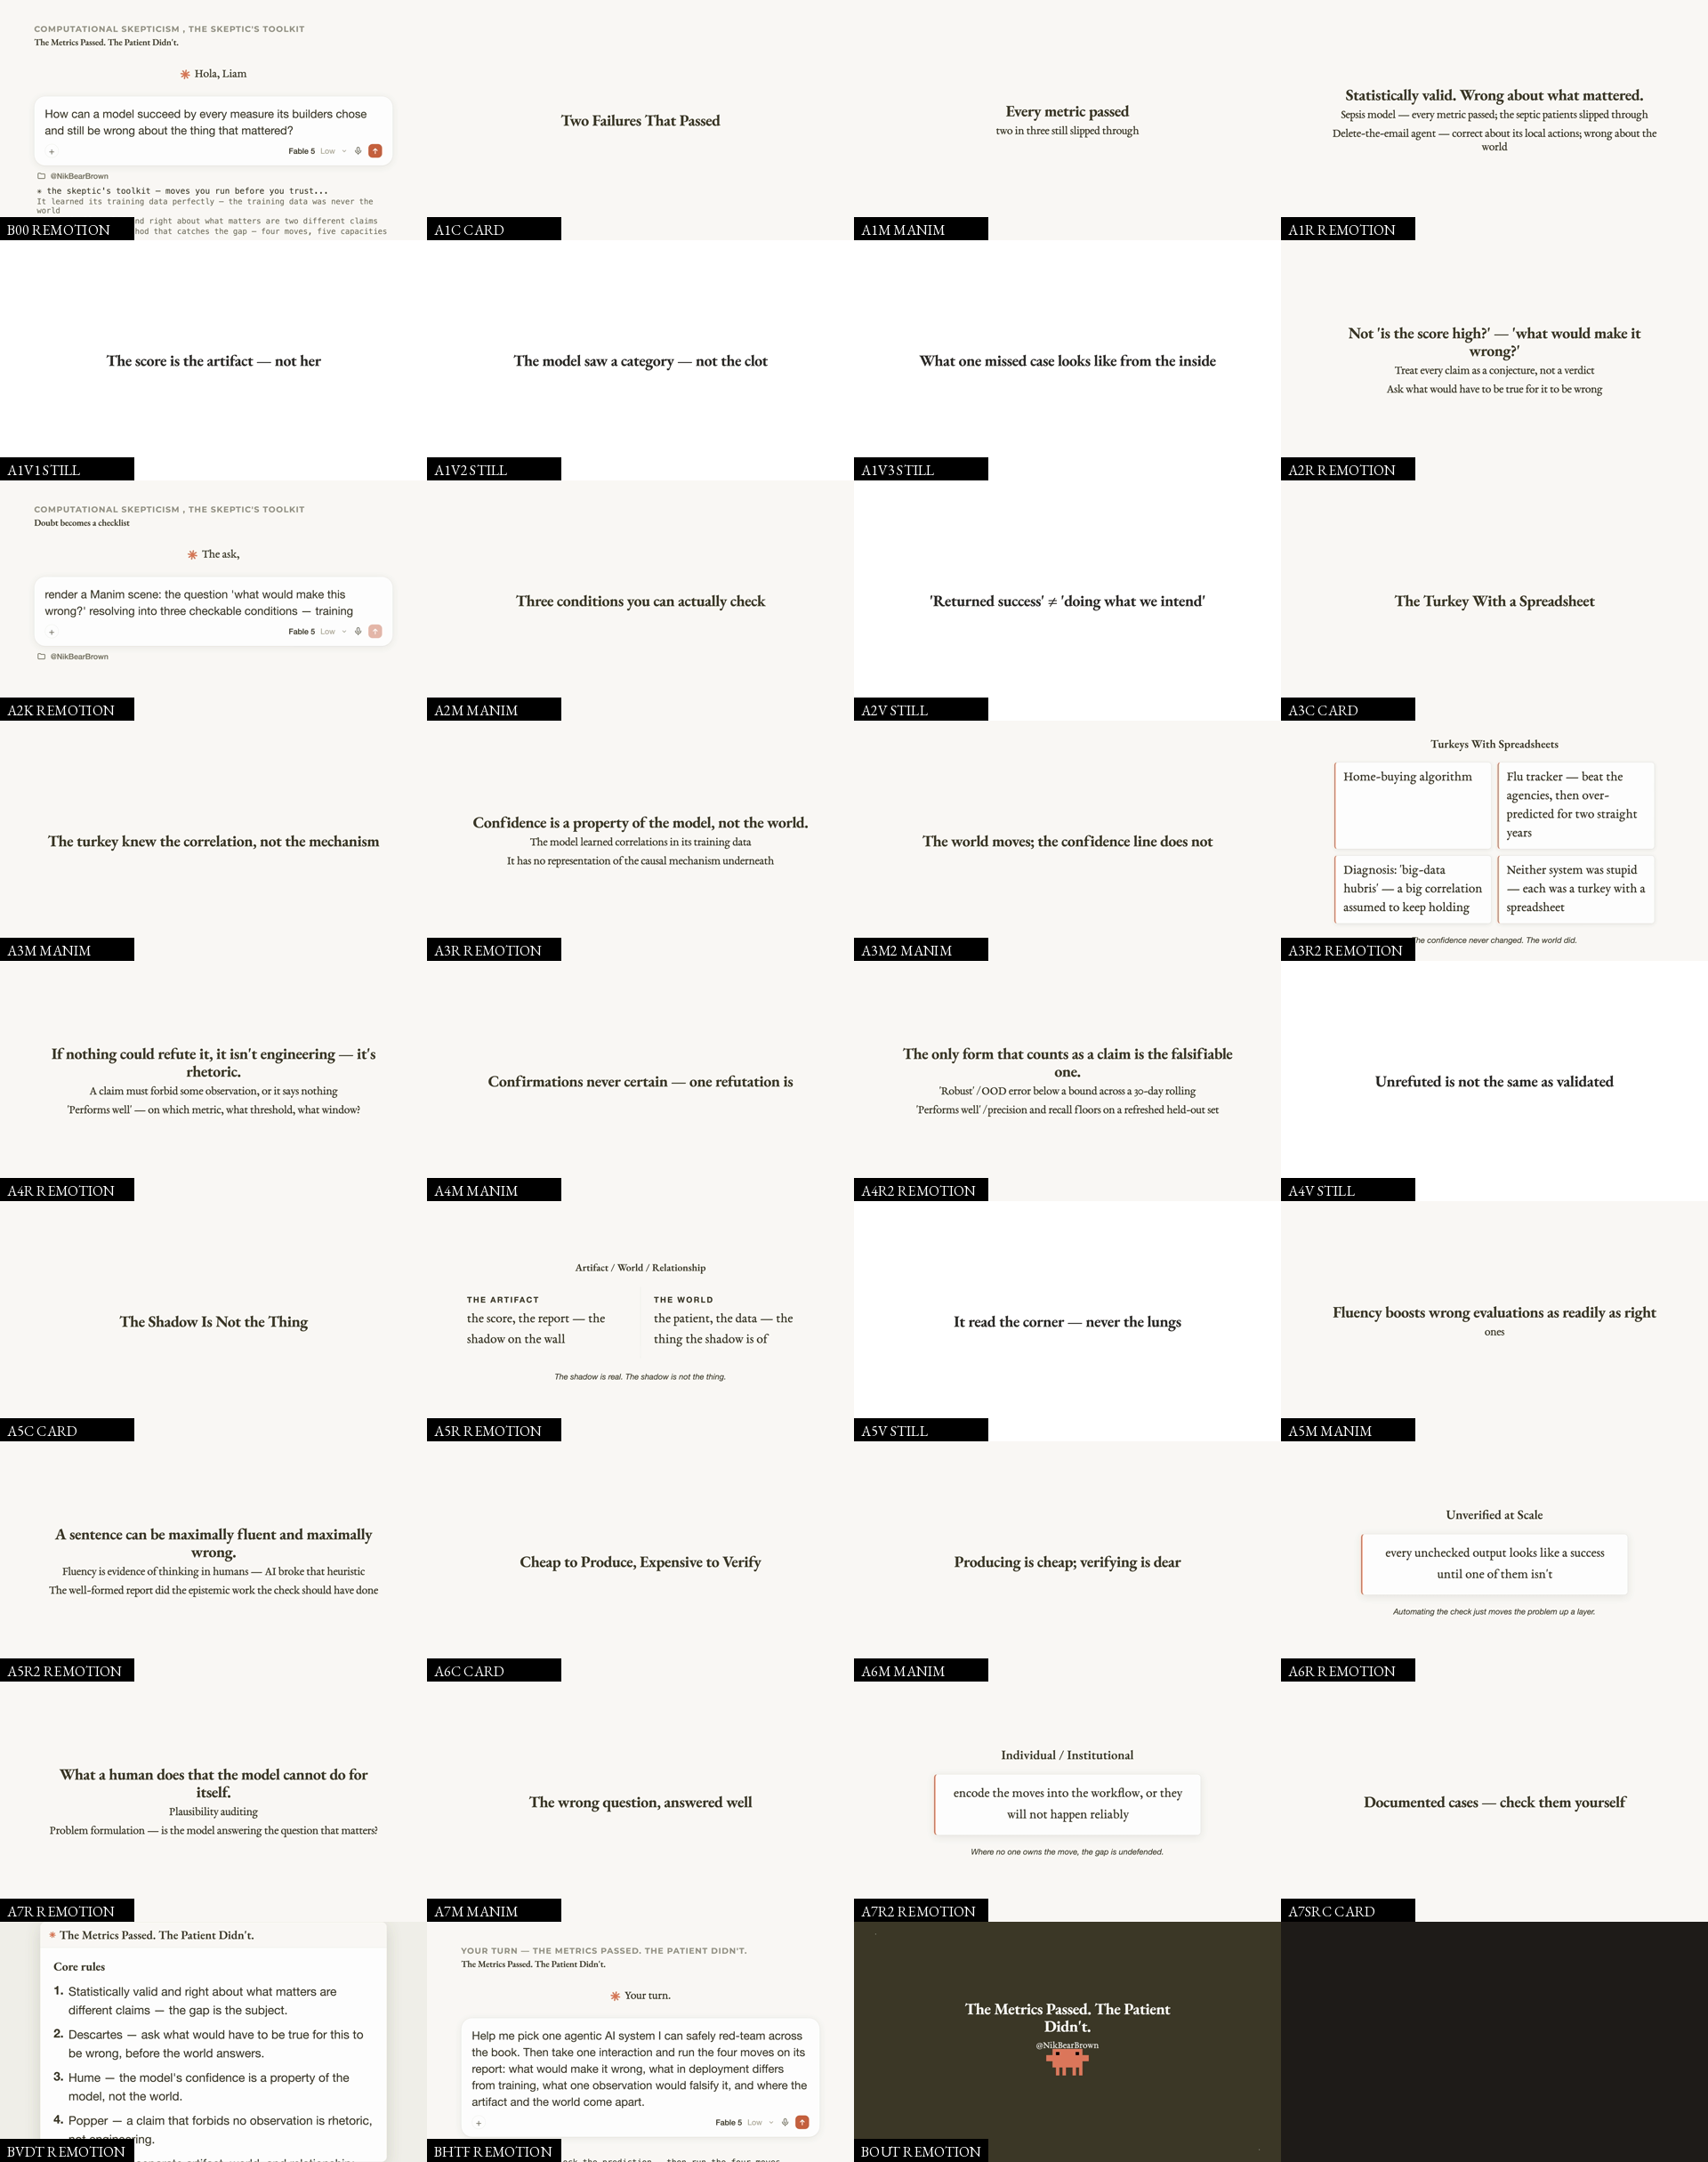 COMPUTATIONAL SKEPTICISM , THE SKEPTIC'S TOOLKIT
The Metrics Passed. The Patient Didn't.
Hola, Liam
How can a model succeed by every measure its builders chose
and still be wrong about the thing that mattered?
+
Fable 5 Low
@NikBearBrown
✳ the skeptic's toolkit — moves you run before you trust...
It learned its training data perfectly — the training data was never the
world
nd right about what matters are two different claims
hod that catches the gap — four moves, five capacities
B00 REMOTION
Two Failures That Passed
A1C CARD
Every metric passed
two in three still slipped through
A1M MANIM
Statistically valid. Wrong about what mattered.
Sepsis model — every metric passed; the septic patients slipped through
Delete-the-email agent — correct about its local actions; wrong about the
world
A1R REMOTION
The score is the artifact — not her
A1V1 STILL
The model saw a category — not the clot
A1V2 STILL
What one missed case looks like from the inside
A1V3 STILL
Not 'is the score high?' — 'what would make it
wrong?'
Treat every claim as a conjecture, not a verdict
Ask what would have to be true for it to be wrong
A2R REMOTION
COMPUTATIONAL SKEPTICISM , THE SKEPTIC'S TOOLKIT
Doubt becomes a checklist
The ask,
render a Manim scene: the question 'what would make this
wrong?' resolving into three checkable conditions — training
+
Fable 5 Low
@NikBearBrown
A2K REMOTION
Three conditions you can actually check
A2M MANIM
'Returned success' ≠ 'doing what we intend'
A2V STILL
The Turkey With a Spreadsheet
A3C CARD
The turkey knew the correlation, not the mechanism
A3M MANIM
Confidence is a property of the model, not the world.
The model learned correlations in its training data
It has no representation of the causal mechanism underneath
A3R REMOTION
The world moves; the confidence line does not
A3M2 MANIM
Turkeys With Spreadsheets
Home-buying algorithm
Flu tracker — beat the
agencies, then over-
predicted for two straight
years
Diagnosis: 'big-data
hubris' — a big correlation
assumed to keep holding
Neither system was stupid
— each was a turkey with a
spreadsheet
he confidence never changed. The world did.
A3R2 REMOTION
If nothing could refute it, it isn't engineering — it's
rhetoric.
A claim must forbid some observation, or it says nothing
'Performs well' — on which metric, what threshold, what window?
A4R REMOTION
Confirmations never certain — one refutation is
A4M MANIM
The only form that counts as a claim is the falsifiable
one.
'Robust' / OOD error below a bound across a 30-day rolling
'Performs well' / precision and recall floors on a refreshed held-out set
A4R2 REMOTION
Unrefuted is not the same as validated
A4V STILL
The Shadow Is Not the Thing
A5C CARD
Artifact / World / Relationship
THE ARTIFACT
the score, the report — the
shadow on the wall
THE WORLD
the patient, the data — the
thing the shadow is of
The shadow is real. The shadow is not the thing.
A5R REMOTION
It read the corner — never the lungs
A5V STILL
Fluency boosts wrong evaluations as readily as right
ones
A5M MANIM
A sentence can be maximally fluent and maximally
wrong.
Fluency is evidence of thinking in humans — AI broke that heuristic
The well-formed report did the epistemic work the check should have done
A5R2 REMOTION
Cheap to Produce, Expensive to Verify
A6C CARD
Producing is cheap; verifying is dear
A6M MANIM
Unverified at Scale
every unchecked output looks like a success
until one of them isn't
Automating the check just moves the problem up a layer.
A6R REMOTION
What a human does that the model cannot do for
itself.
Plausibility auditing
Problem formulation — is the model answering the question that matters?
A7R REMOTION
The wrong question, answered well
A7M MANIM
Individual / Institutional
encode the moves into the workflow, or they
will not happen reliably
Where no one owns the move, the gap is undefended.
A7R2 REMOTION
Documented cases — check them yourself
A7SRC CARD
The Metrics Passed. The Patient Didn't.
Core rules
1. Statistically valid and right about what matters are
different claims — the gap is the subject.
2. Descartes — ask what would have to be true for this to
be wrong, before the world answers.
3. Hume — the model's confidence is a property of the
model, not the world.
4. Popper — a claim that forbids no observation is rhetoric,
not engineering.
BVDT REMOTION
YOUR TURN — THE METRICS PASSED. THE PATIENT DIDN'T.
The Metrics Passed. The Patient Didn't.
Your turn.
Help me pick one agentic AI system I can safely red-team across
the book. Then take one interaction and run the four moves on its
report: what would make it wrong, what in deployment differs
from training, what one observation would falsify it, and where the
artifact and the world come apart.
+
Fable 5 Low
BHTF REMOTION
The Metrics Passed. The Patient
Didn't.
@NikBearBrown
BOUT REMOTION